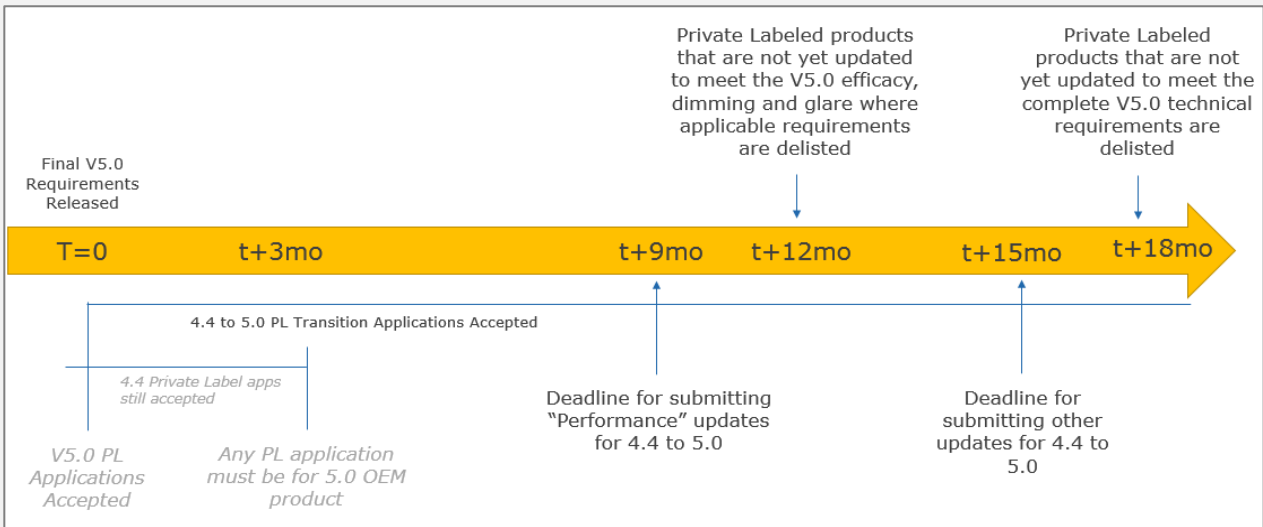 Private Labeled products
that are not yet updated
to meet the V5.0 efficacy,
dimming and glare where
applicable requirements
are delisted
Private Labeled
products that are not
yet updated to meet the
complete V5.0 technical
requirements are
delisted
Final V5.0
Requirements
Released
T=0
t+3mo
t+9mo
t+12mo
t+15mo
t+18mo
4.4 to 5.0 PL Transition Applications Accepted
4.4 Private Label apps
still accepted
V5.0 PL
Applications
Accepted
Any PL application
must be for 5.0 OEM
product
Deadline for submitting
“Performance” updates
for 4.4 to 5.0
Deadline for
submitting other
updates for 4.4 to
5.0